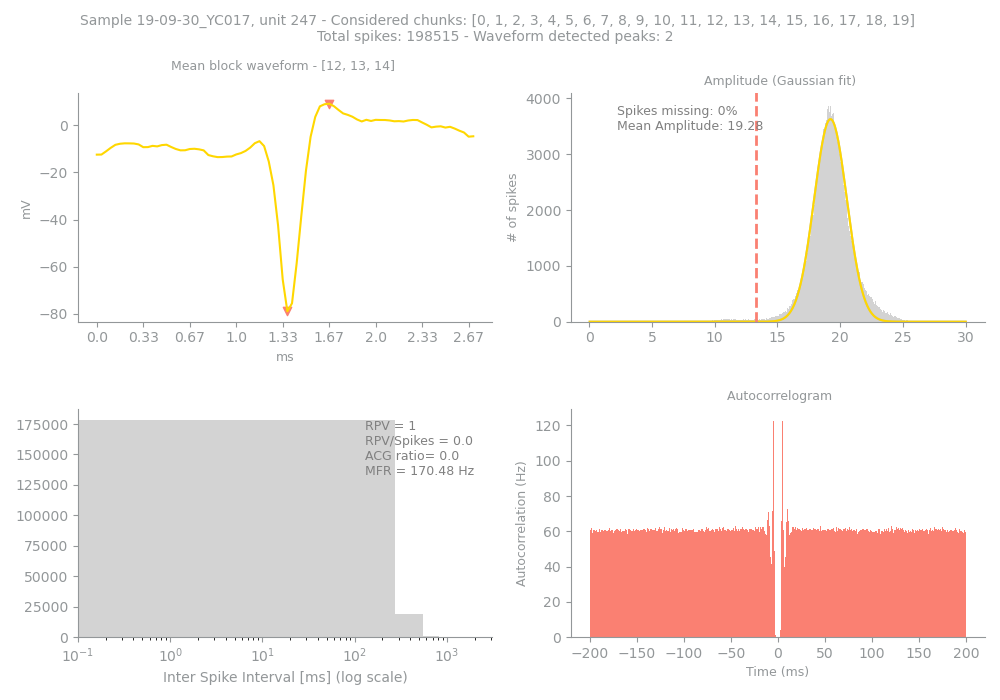 Sample 19-09-30_YC017, unit 247 - Considered chunks: [0, 1, 2, 3, 4, 5, 6, 7, 8, 9, 10, 11, 12, 13, 14, 15, 16, 17, 18, 19]
Total spikes: 198515 - Waveform detected peaks: 2
Mean block waveform - [12, 13, 14]
0
−20
−40
−60
−80
mV
0.0 0.33 0.67 1.0 1.33 1.67 2.0 2.33 2.67
ms
Amplitude (Gaussian fit)
Spikes missing: 0%
Mean Amplitude: 19.28
4000
3000
2000
1000
0
# of spikes
0 5 10 15 20 25 30
175000
150000
125000
100000
75000
50000
25000
0
RPV = 1
RPV/Spikes = 0.0
ACG ratio= 0.0
MFR = 170.48 Hz
10⁻¹ 10⁰ 10¹ 10² 10³
Inter Spike Interval [ms] (log scale)
Autocorrelogram
120
100
80
60
40
20
0
Autocorrelation (Hz)
−200 −150 −100 −50 0 50 100 150 200
Time (ms)